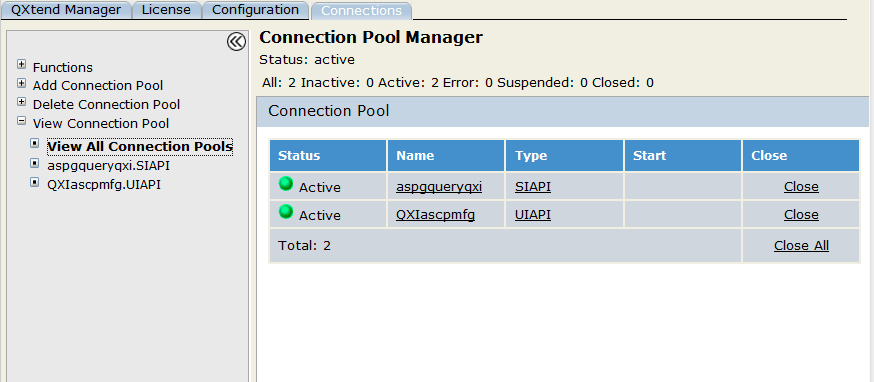 QXtend Manager License Configuration Connections
Functions
Add Connection Pool
Delete Connection Pool
View Connection Pool
View All Connection Pools
aspgqueryqxi.SIAPI
QXIascpmfg.UIAPI
Connection Pool Manager
Status: active
All: 2 Inactive: 0 Active: 2 Error: 0 Suspended: 0 Closed: 0
Connection Pool
Status Name Type Start Close
Active aspgqueryqxi SIAPI Close
Active QXIascpmfg UIAPI Close
Total: 2 Close All